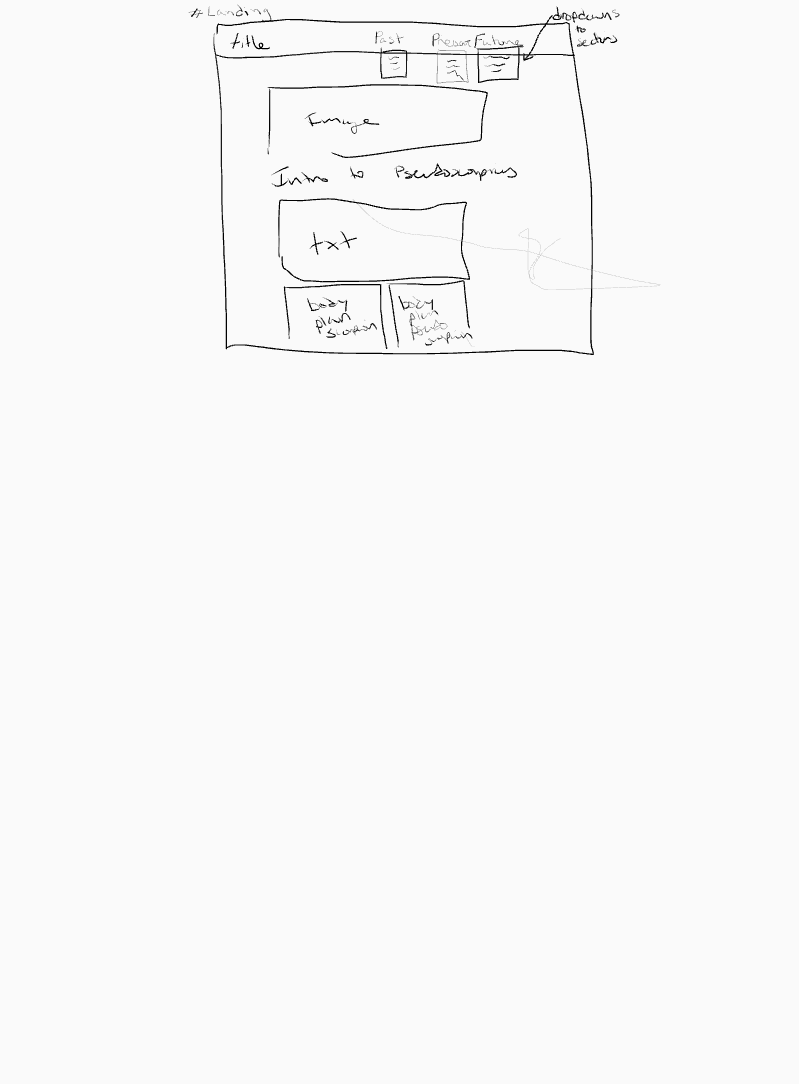 #Landing
dropdowns
to
title
Past
Present
Future
Image
Intro to Pseudoscorpions
txt
body
plan
scorpion
body
plan
pseudo
scorpion